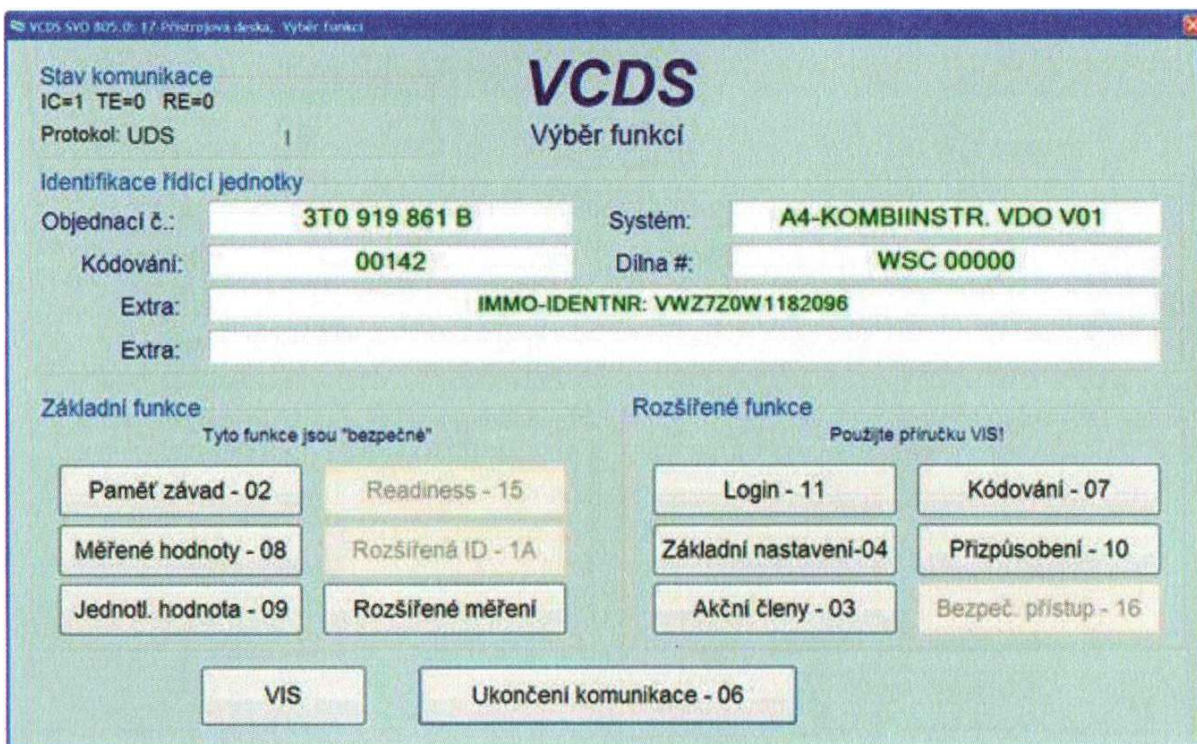 VCDS SVO 805.0: 17-Přístrojová deska, Výběr funkcí
Stav komunikace
IC=1 TE=0 RE=0
Protokol: UDS
VCDS
Výběr funkcí
Identifikace řídící jednotky
Objednací č.: 3T0 919 861 B Systém: A4-KOMBIINSTR. VDO V01
Kódování: 00142 Dílna #: WSC 00000
Extra: IMMO-IDENTNR: VWZ7Z0W1182096
Extra:
Základní funkce
Tyto funkce jsou "bezpečné"
Rozšířené funkce
Použijte příručku VIS!
Paměť závad - 02 Readiness - 15 Login - 11 Kódování - 07
Měřené hodnoty - 08 Rozšířená ID - 1A Základní nastavení-04 Přizpůsobení - 10
Jednotl. hodnota - 09 Rozšířené měření Akční členy - 03 Bezpeč. přístup - 16
VIS Ukončení komunikace - 06